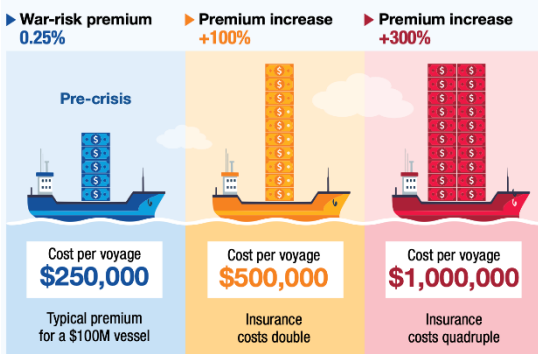 War-risk premium
0.25%
Pre-crisis
Cost per voyage
$250,000
Typical premium
for a $100M vessel
Premium increase
+100%
Cost per voyage
$500,000
Insurance
costs double
Premium increase
+300%
Cost per voyage
$1,000,000
Insurance
costs quadruple